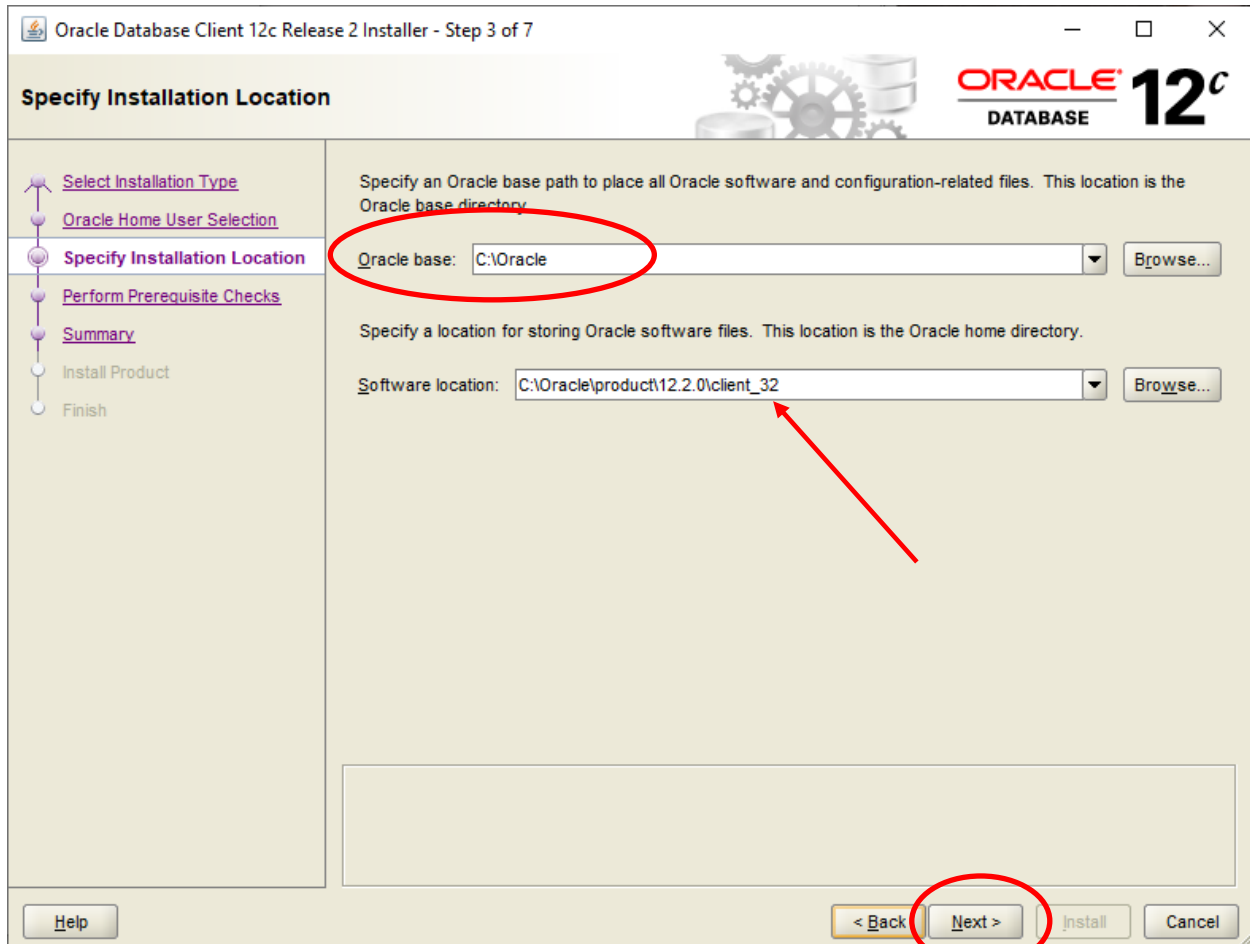 Oracle Database Client 12c Release 2 Installer - Step 3 of 7
Specify Installation Location
ORACLE
DATABASE
12c
Select Installation Type
Oracle Home User Selection
Specify Installation Location
Perform Prerequisite Checks
Summary
Install Product
Finish
Specify an Oracle base path to place all Oracle software and configuration-related files. This location is the
Oracle base directory.
Oracle base: C:\Oracle Browse...
Specify a location for storing Oracle software files. This location is the Oracle home directory.
Software location: C:\Oracle\product\12.2.0\client_32 Browse...
Help < Back Next > Install Cancel